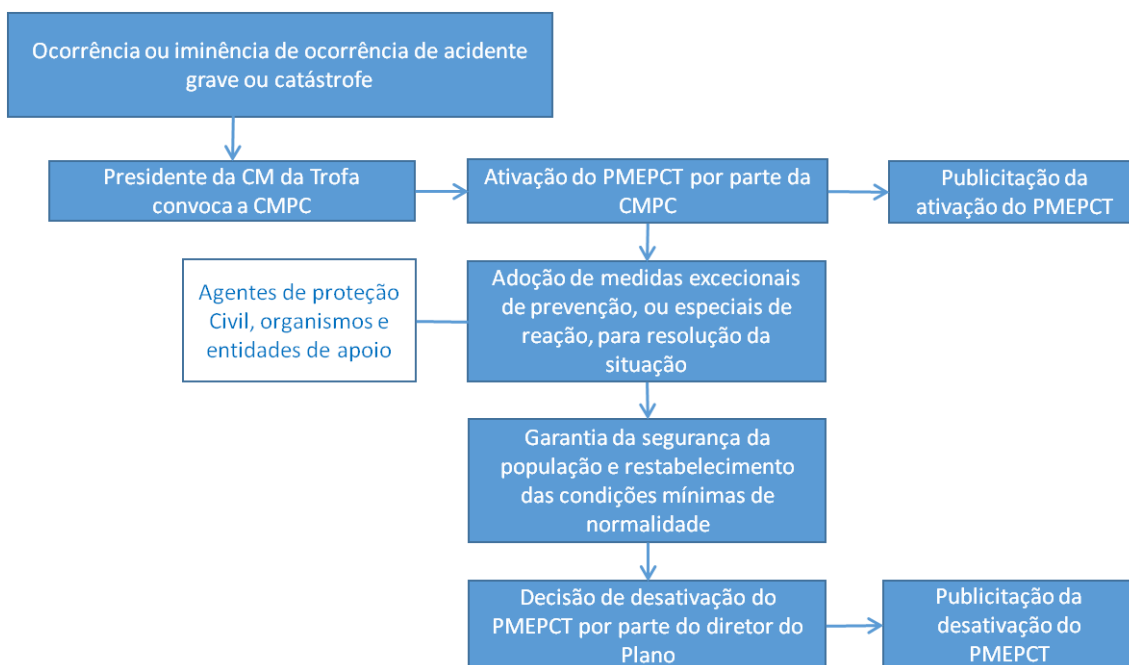 Ocorrência ou iminência de ocorrência de acidente
grave ou catástrofe
Presidente da CM da Trofa
convoca a CMPC
Ativação do PMEPCT por parte da
CMPC
Publicitação da
ativação do PMEPCT
Agentes de proteção
Civil, organismos e
entidades de apoio
Adoção de medidas excecionais
de prevenção, ou especiais de
reação, para resolução da
situação
Garantia da segurança da
população e restabelecimento
das condições mínimas de
normalidade
Decisão de desativação do
PMEPCT por parte do diretor do
Plano
Publicitação da
desativação do
PMEPCT